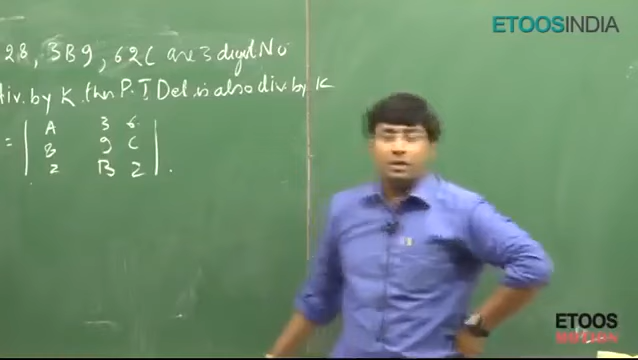 28, 3B9, 62C are 3 digit No
div. by K then P.T Det is also div. by K
= | A 3 6
8 9 C
2 B 2 | .
ETOOSINDIA
ETOOS